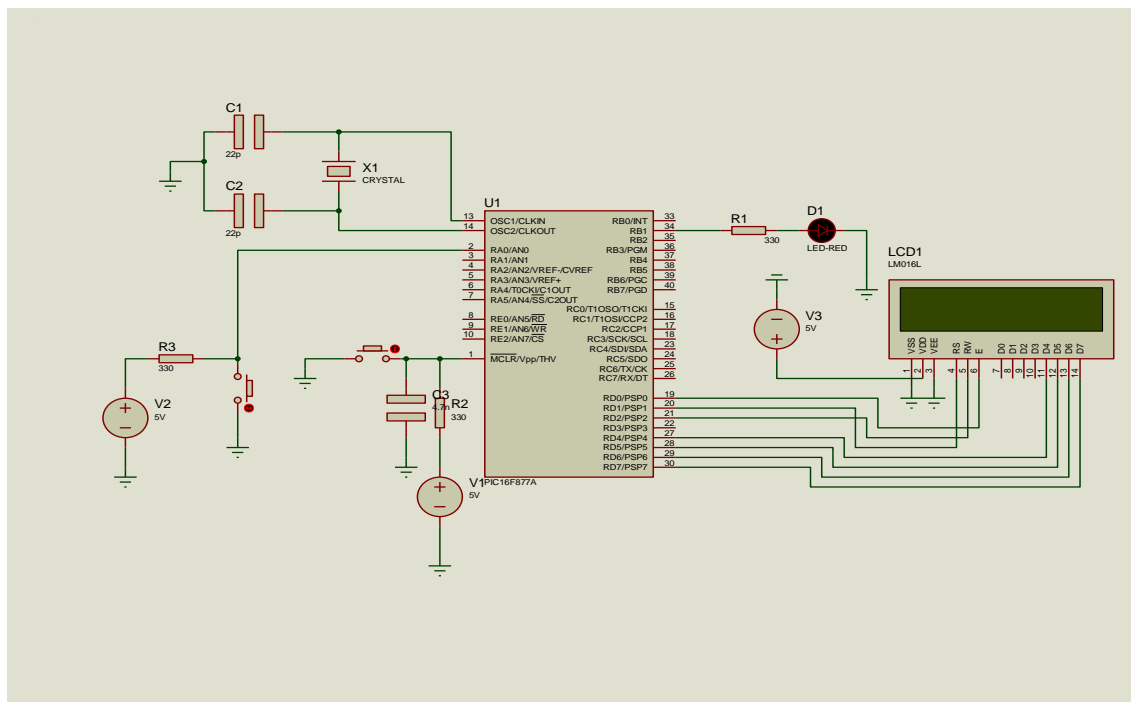 C1
22p
C2
22p
X1
CRYSTAL
U1
13 OSC1/CLKIN
14 OSC2/CLKOUT
2 RA0/AN0
3 RA1/AN1
4 RA2/AN2/VREF-/CVREF
5 RA3/AN3/VREF+
6 RA4/T0CKI/C1OUT
7 RA5/AN4/SS/C2OUT
8 RE0/AN5/RD
9 RE1/AN6/WR
10 RE2/AN7/CS
1 MCLR/Vpp/THV
RB0/INT 33
RB1 34
RB2 35
RB3/PGM 36
RB4 37
RB5 38
RB6/PGC 39
RB7/PGD 40
RC0/T1OSO/T1CKI 15
RC1/T1OSI/CCP2 16
RC2/CCP1 17
RC3/SCK/SCL 18
RC4/SDI/SDA 23
RC5/SDO 24
RC6/TX/CK 25
RC7/RX/DT 26
RD0/PSP0 19
RD1/PSP1 20
RD2/PSP2 21
RD3/PSP3 22
RD4/PSP4 27
RD5/PSP5 28
RD6/PSP6 29
RD7/PSP7 30
PIC16F877A
R1
330
D1
LED-RED
V3
5V
LCD1
LM016L
VSS VDD VEE RS RW E D0 D1 D2 D3 D4 D5 D6 D7
1 2 3 4 5 6 7 8 9 10 11 12 13 14
R3
330
V2
5V
C3
4.7n
R2
330
V1
5V